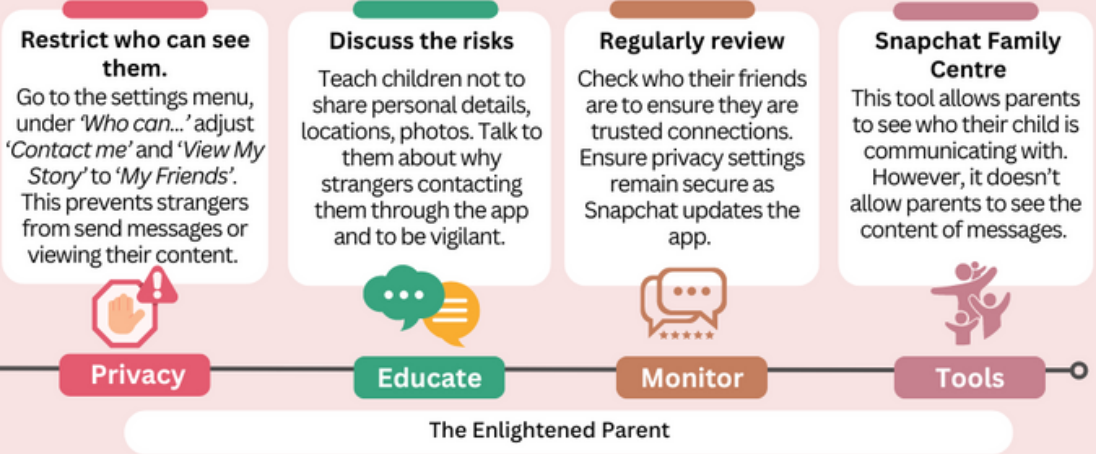 Restrict who can see
them.
Go to the settings menu,
under ‘Who can...’ adjust
‘Contact me’ and ‘View My
Story’ to ‘My Friends’.
This prevents strangers
from send messages or
viewing their content.
Privacy
Discuss the risks
Teach children not to
share personal details,
locations, photos. Talk to
them about why
strangers contacting
them through the app
and to be vigilant.
Educate
Regularly review
Check who their friends
are to ensure they are
trusted connections.
Ensure privacy settings
remain secure as
Snapchat updates the
app.
Monitor
Snapchat Family
Centre
This tool allows parents
to see who their child is
communicating with.
However, it doesn’t
allow parents to see the
content of messages.
Tools
The Enlightened Parent